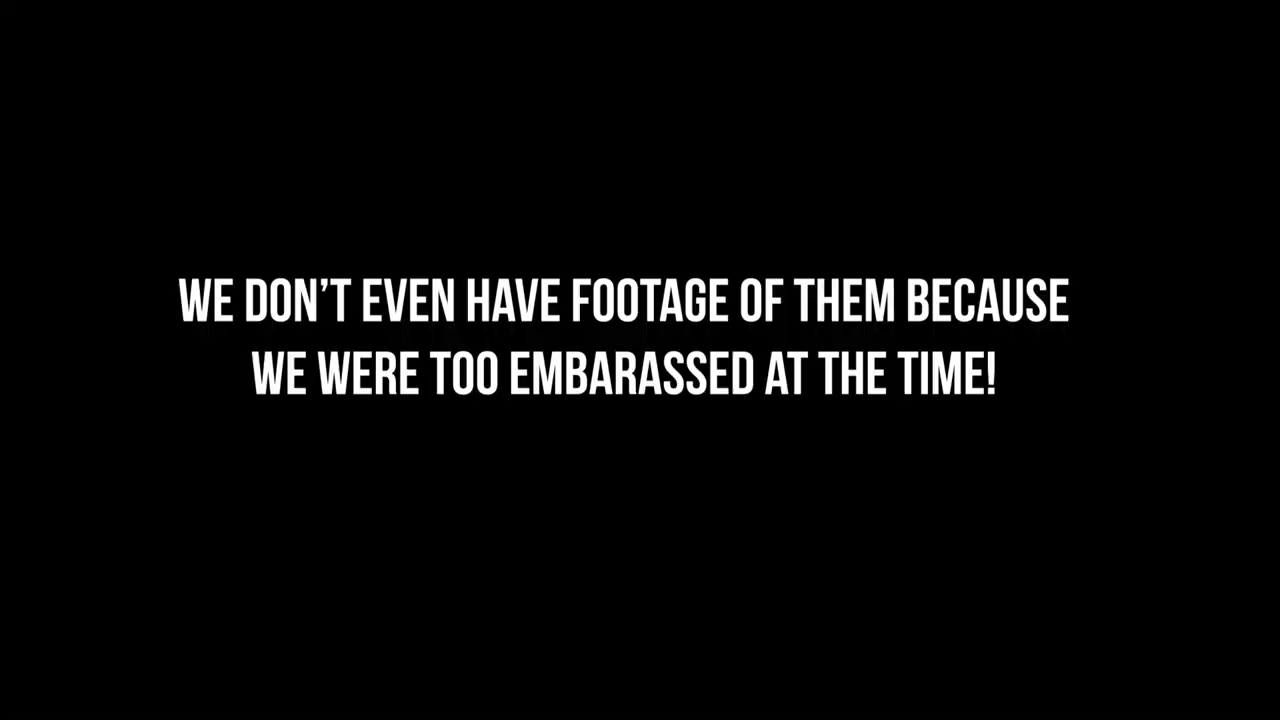 WE DON’T EVEN HAVE FOOTAGE OF THEM BECAUSE
WE WERE TOO EMBARASSED AT THE TIME!